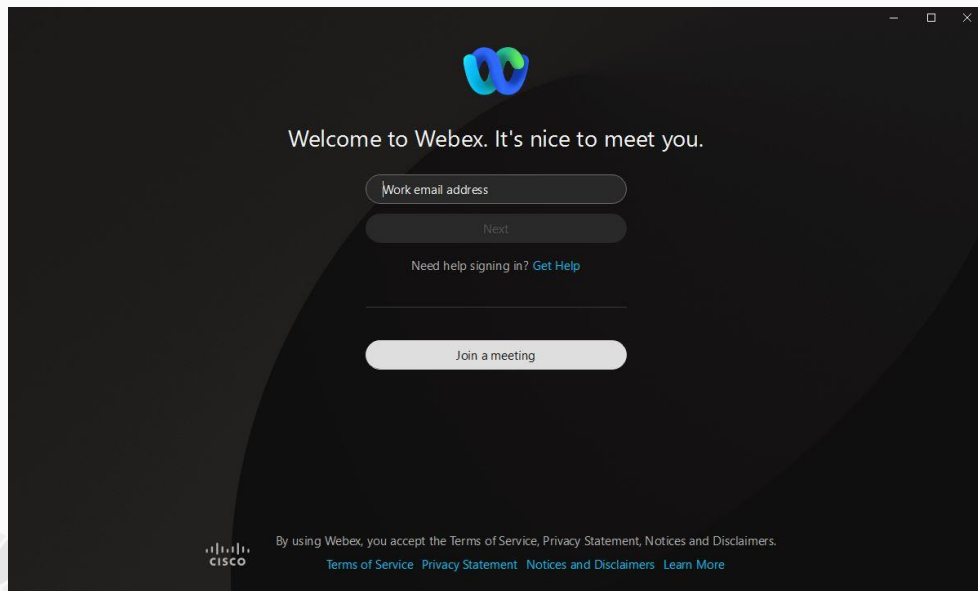 Welcome to Webex. It's nice to meet you.
Work email address
Next
Need help signing in? Get Help
Join a meeting
By using Webex, you accept the Terms of Service, Privacy Statement, Notices and Disclaimers.
CISCO
Terms of Service Privacy Statement Notices and Disclaimers Learn More